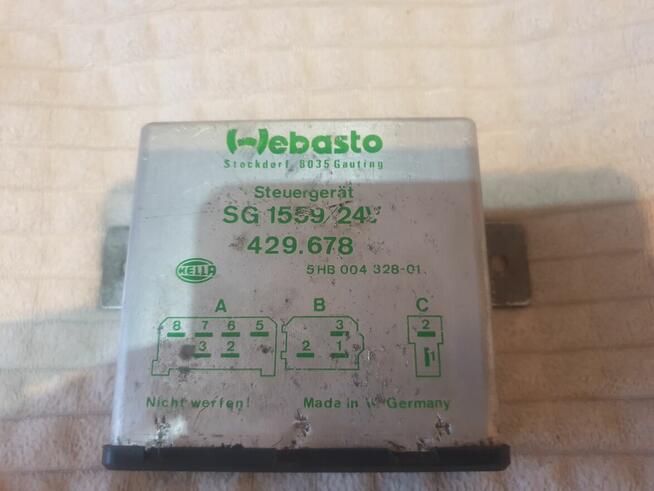 Webasto
Stockdorf 8035 Gauting
Steuergerät
SG 1559/24V
429.678
HELLA
5HB 004 328-01
A B C
8 7 6 5
3 2
3
2 1
2
1
Nicht werfen!
Made in W. Germany